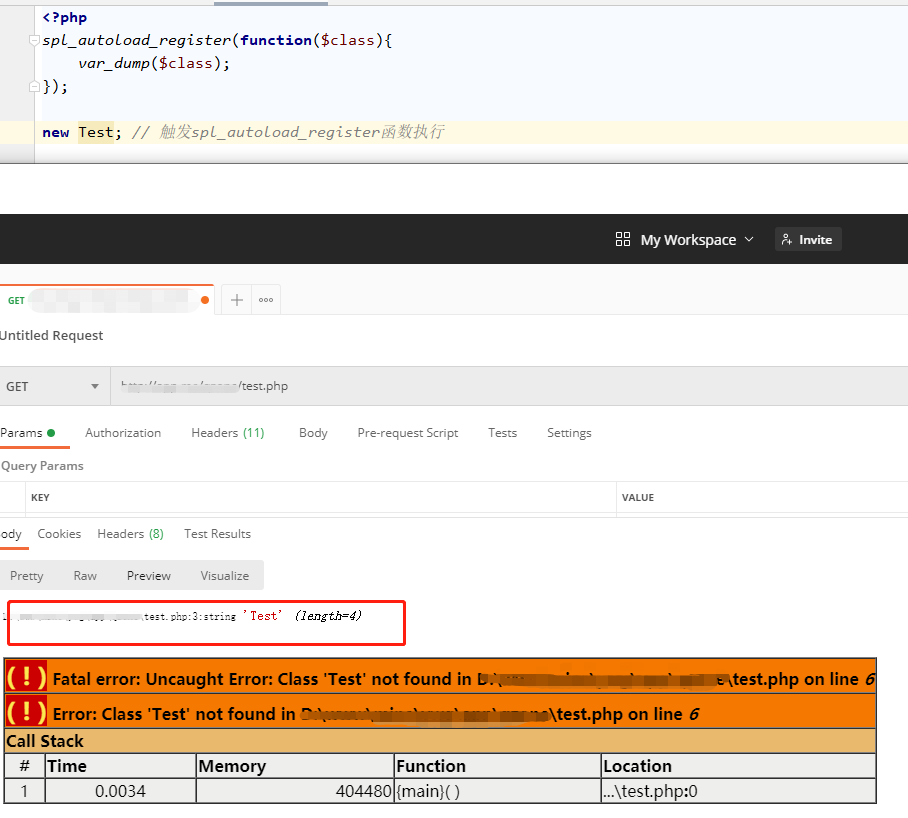 <?php
spl_autoload_register(function($class){
var_dump($class);
});
new Test; // 触发spl_autoload_register函数执行
My Workspace
Invite
GET
Untitled Request
GET
/test.php
Params
Authorization
Headers (11)
Body
Pre-request Script
Tests
Settings
Query Params
KEY
VALUE
ody
Cookies
Headers (8)
Test Results
Pretty
Raw
Preview
Visualize
\test.php:3:string 'Test' (length=4)
(!) Fatal error: Uncaught Error: Class 'Test' not found in \test.php on line 6
(!) Error: Class 'Test' not found in \test.php on line 6
Call Stack
# Time Memory Function Location
1 0.0034 404480 {main}( ) ...\test.php:0